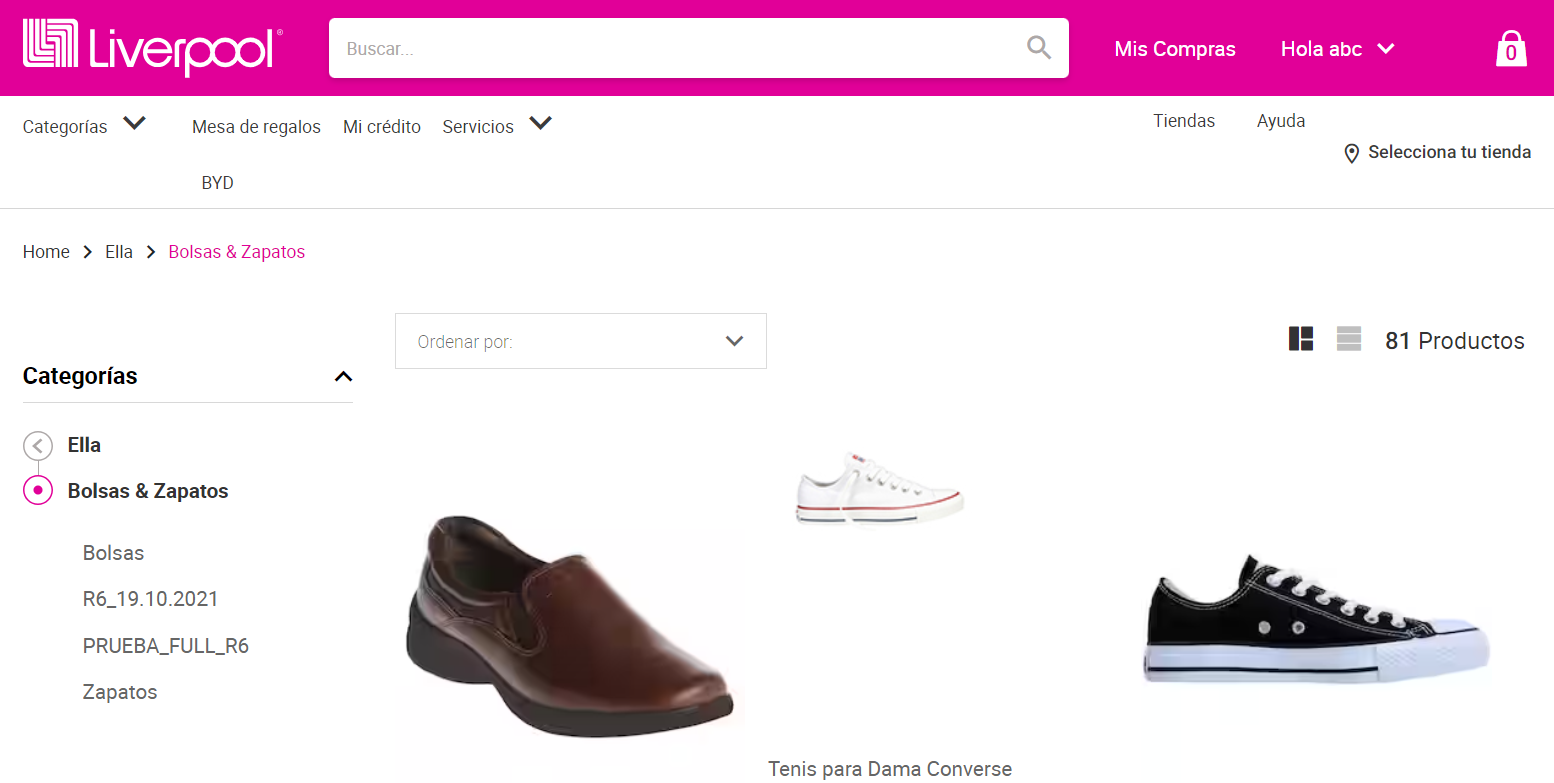 Liverpool®
Buscar...
Mis Compras
Hola abc
0
Categorías
Mesa de regalos
Mi crédito
Servicios
Tiendas
Ayuda
Selecciona tu tienda
BYD
Home
Ella
Bolsas & Zapatos
Ordenar por:
81 Productos
Categorías
Ella
Bolsas & Zapatos
Bolsas
R6_19.10.2021
PRUEBA_FULL_R6
Zapatos
Tenis para Dama Converse